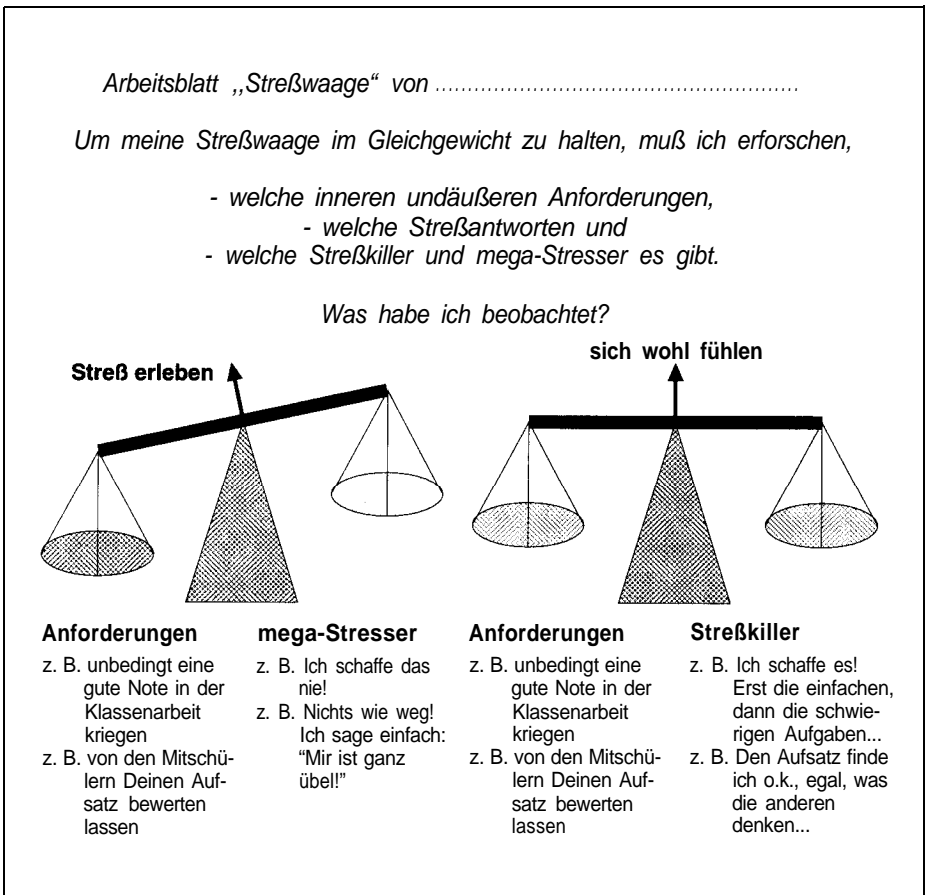 Arbeitsblatt ,,Streßwaage“ von ........................................................
Um meine Streßwaage im Gleichgewicht zu halten, muß ich erforschen,
- welche inneren undäußeren Anforderungen,
- welche Streßantworten und
- welche Streßkiller und mega-Stresser es gibt.
Was habe ich beobachtet?
Streß erleben
sich wohl fühlen
Anforderungen
z. B. unbedingt eine
gute Note in der
Klassenarbeit
kriegen
z. B. von den Mitschü-
lern Deinen Auf-
satz bewerten
lassen
mega-Stresser
z. B. Ich schaffe das
nie!
z. B. Nichts wie weg!
Ich sage einfach:
“Mir ist ganz
übel!”
Anforderungen
z. B. unbedingt eine
gute Note in der
Klassenarbeit
kriegen
z. B. von den Mitschü-
lern Deinen Auf-
satz bewerten
lassen
Streßkiller
z. B. Ich schaffe es!
Erst die einfachen,
dann die schwie-
rigen Aufgaben...
z. B. Den Aufsatz finde
ich o.k., egal, was
die anderen
denken...